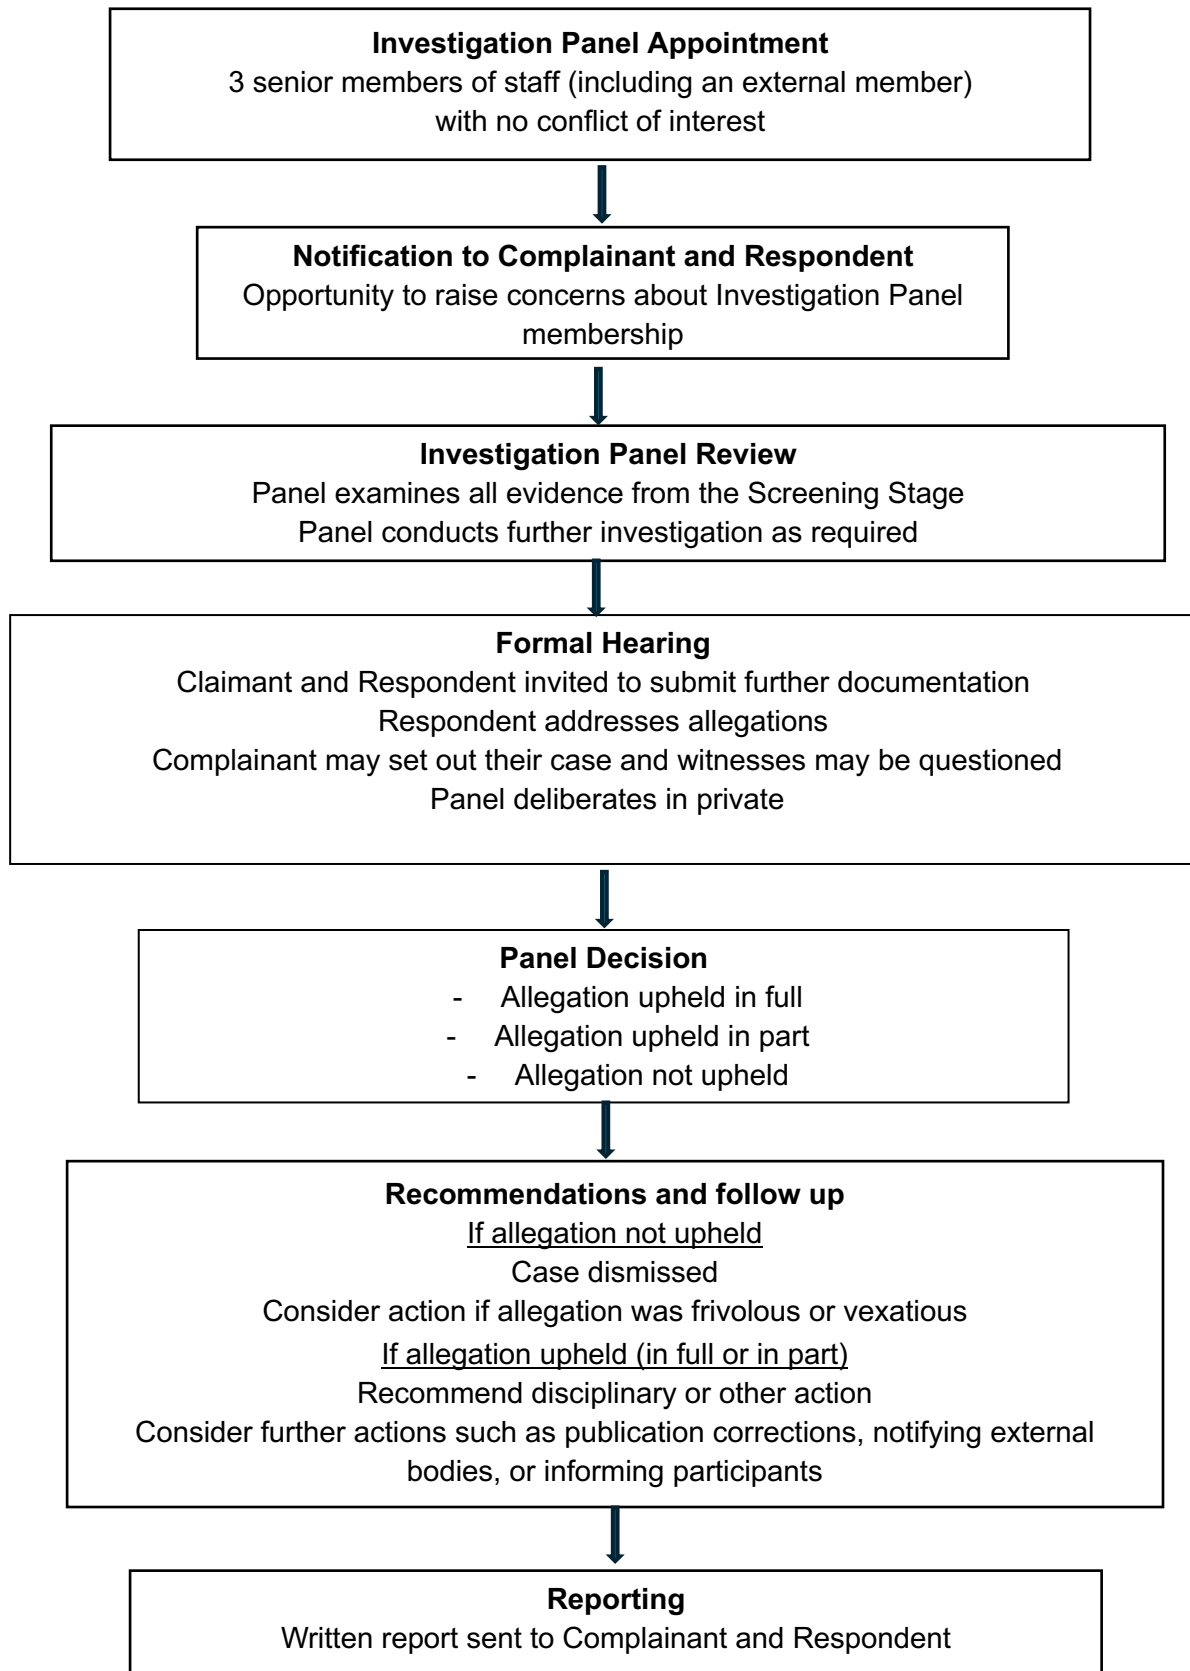 Investigation Panel Appointment
3 senior members of staff (including an external member)
with no conflict of interest
Notification to Complainant and Respondent
Opportunity to raise concerns about Investigation Panel
membership
Investigation Panel Review
Panel examines all evidence from the Screening Stage
Panel conducts further investigation as required
Formal Hearing
Claimant and Respondent invited to submit further documentation
Respondent addresses allegations
Complainant may set out their case and witnesses may be questioned
Panel deliberates in private
Panel Decision
- Allegation upheld in full
- Allegation upheld in part
- Allegation not upheld
Recommendations and follow up
If allegation not upheld
Case dismissed
Consider action if allegation was frivolous or vexatious
If allegation upheld (in full or in part)
Recommend disciplinary or other action
Consider further actions such as publication corrections, notifying external
bodies, or informing participants
Reporting
Written report sent to Complainant and Respondent